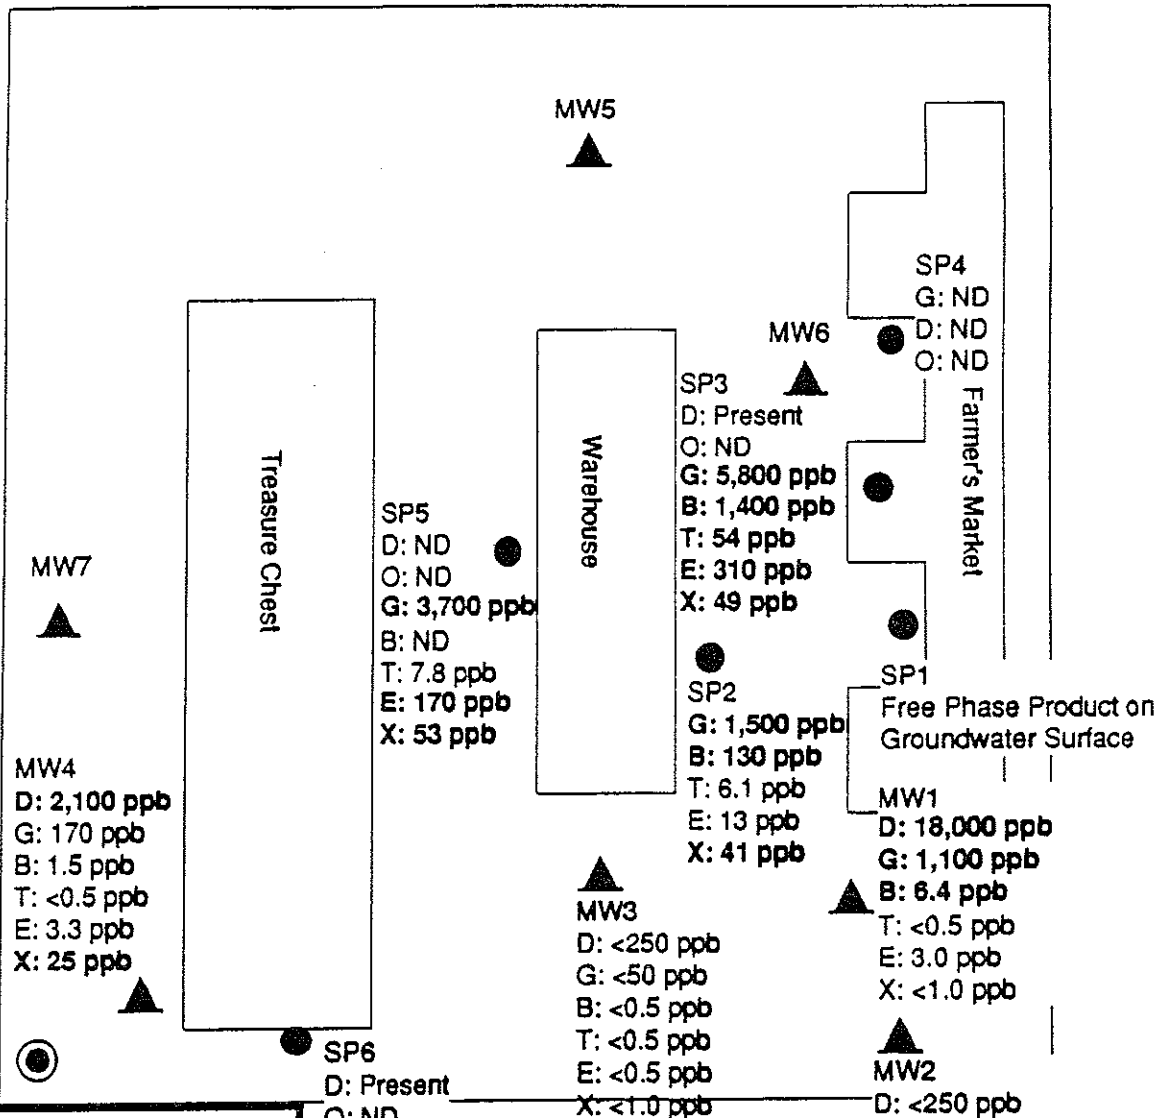 MW5
SP4
G: ND
D: ND
O: ND
MW6
Farmer's Market
SP3
D: Present
O: ND
G: 5,800 ppb
B: 1,400 ppb
T: 54 ppb
E: 310 ppb
X: 49 ppb
Warehouse
Treasure Chest
SP5
D: ND
O: ND
G: 3,700 ppb
B: ND
T: 7.8 ppb
E: 170 ppb
X: 53 ppb
MW7
SP2
G: 1,500 ppb
B: 130 ppb
T: 6.1 ppb
E: 13 ppb
X: 41 ppb
SP1
Free Phase Product on
Groundwater Surface
MW4
D: 2,100 ppb
G: 170 ppb
B: 1.5 ppb
T: <0.5 ppb
E: 3.3 ppb
X: 25 ppb
MW1
D: 18,000 ppb
G: 1,100 ppb
B: 6.4 ppb
T: <0.5 ppb
E: 3.0 ppb
X: <1.0 ppb
MW3
D: <250 ppb
G: <50 ppb
B: <0.5 ppb
T: <0.5 ppb
E: <0.5 ppb
X: <1.0 ppb
MW2
D: <250 ppb
SP6
D: Present
O: ND